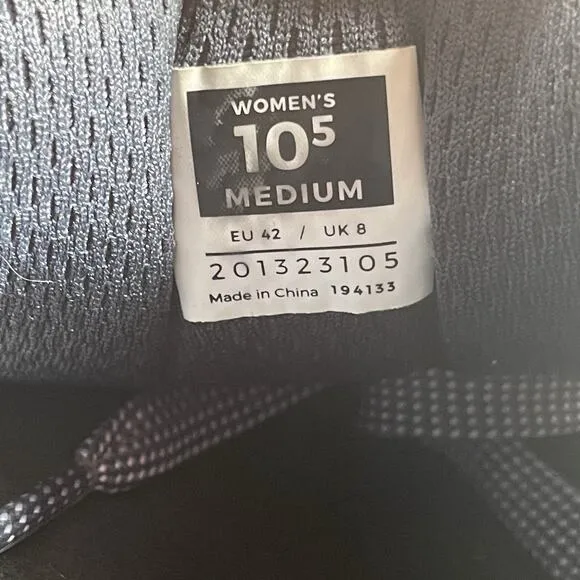 WOMEN'S
10⁵
MEDIUM
EU 42 / UK 8
201323105
Made in China 194133